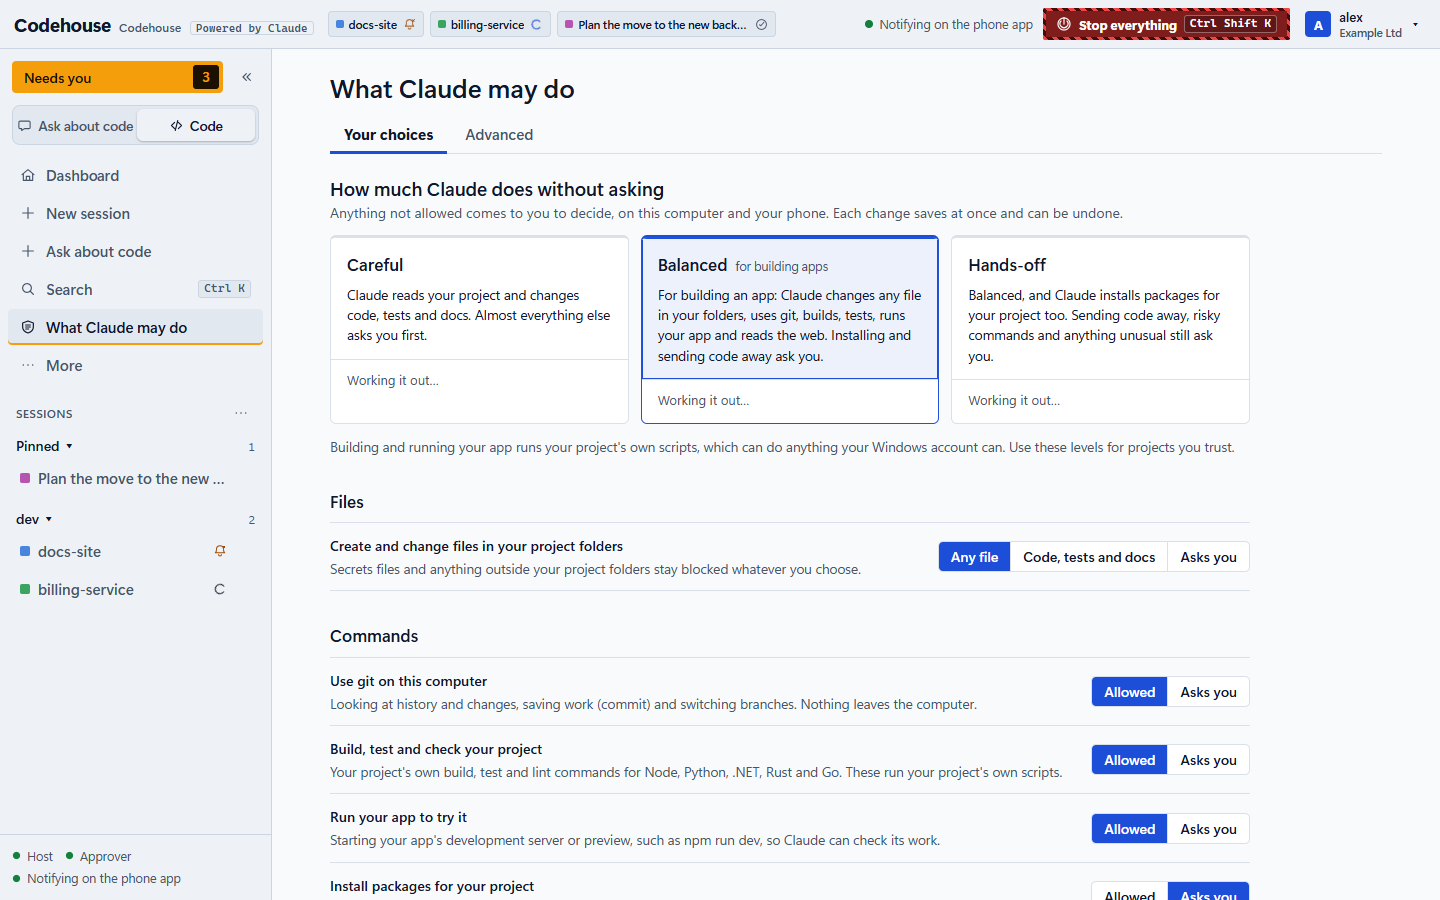 Codehouse Codehouse Powered by Claude
docs-site
billing-service
Plan the move to the new back...
Notifying on the phone app
Stop everything Ctrl Shift K
A
alex
Example Ltd
Needs you 3
Ask about code
Code
Dashboard
New session
Ask about code
Search Ctrl K
What Claude may do
More
SESSIONS
Pinned 1
Plan the move to the new ...
dev 2
docs-site
billing-service
Host Approver
Notifying on the phone app
What Claude may do
Your choices Advanced
How much Claude does without asking
Anything not allowed comes to you to decide, on this computer and your phone. Each change saves at once and can be undone.
Careful
Claude reads your project and changes
code, tests and docs. Almost everything else
asks you first.
Working it out...
Balanced for building apps
For building an app: Claude changes any file
in your folders, uses git, builds, tests, runs
your app and reads the web. Installing and
sending code away ask you.
Working it out...
Hands-off
Balanced, and Claude installs packages for
your project too. Sending code away, risky
commands and anything unusual still ask
you.
Working it out...
Building and running your app runs your project's own scripts, which can do anything your Windows account can. Use these levels for projects you trust.
Files
Create and change files in your project folders
Secrets files and anything outside your project folders stay blocked whatever you choose.
Any file Code, tests and docs Asks you
Commands
Use git on this computer
Looking at history and changes, saving work (commit) and switching branches. Nothing leaves the computer.
Allowed Asks you
Build, test and check your project
Your project's own build, test and lint commands for Node, Python, .NET, Rust and Go. These run your project's own scripts.
Allowed Asks you
Run your app to try it
Starting your app's development server or preview, such as npm run dev, so Claude can check its work.
Allowed Asks you
Install packages for your project
Allowed Asks you